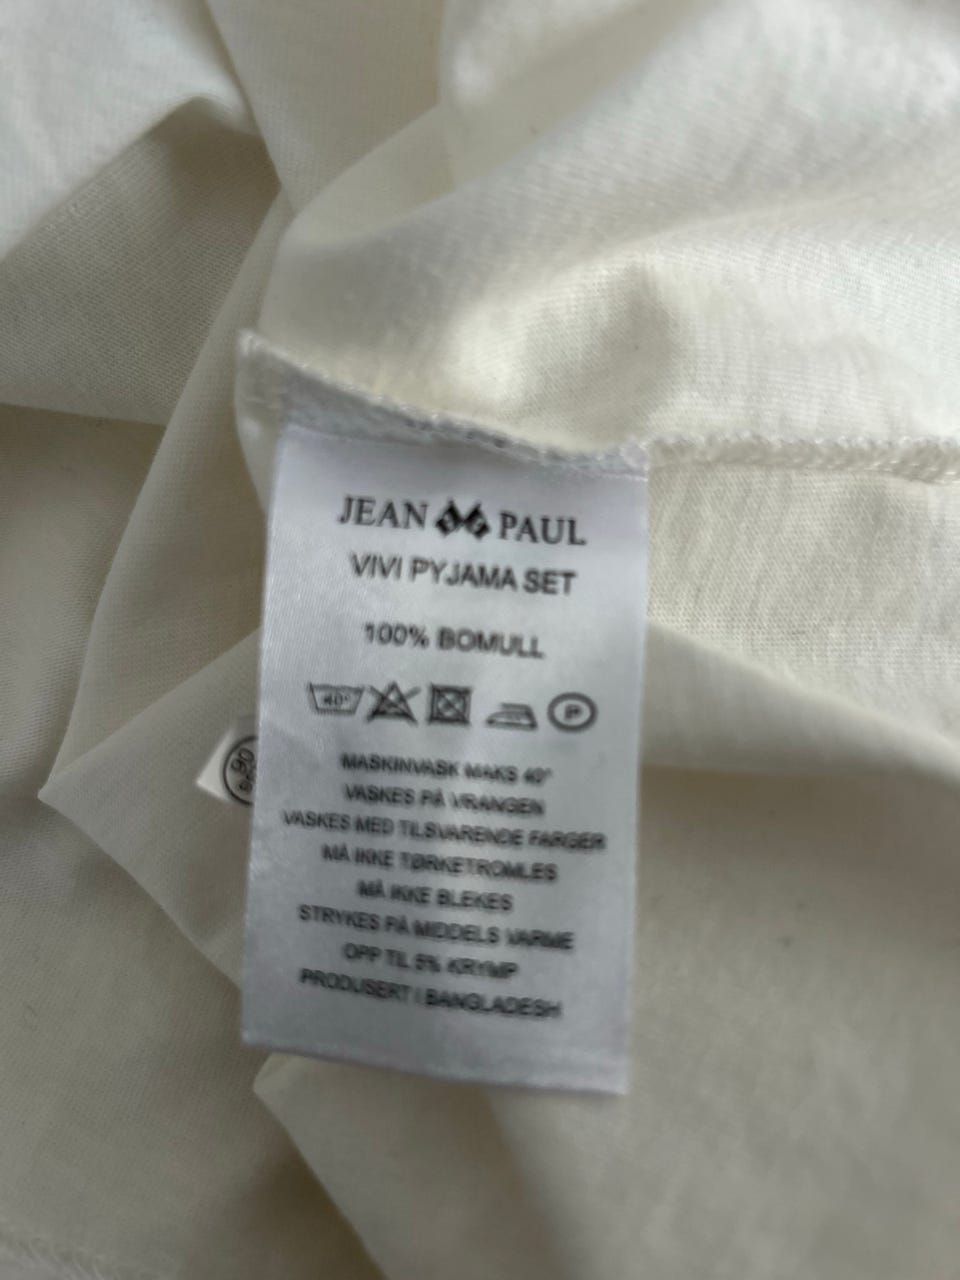 JEAN PAUL
VIVI PYJAMA SET
100% BOMULL
40° P
MASKINVASK MAKS 40°
VASKES PÅ VRANGEN
VASKES MED TILSVARENDE FARGER
MÅ IKKE TØRKETROMLES
MÅ IKKE BLEKES
STRYKES PÅ MIDDELS VARME
OPP TIL 5% KRYMP
PRODUSERT I BANGLADESH